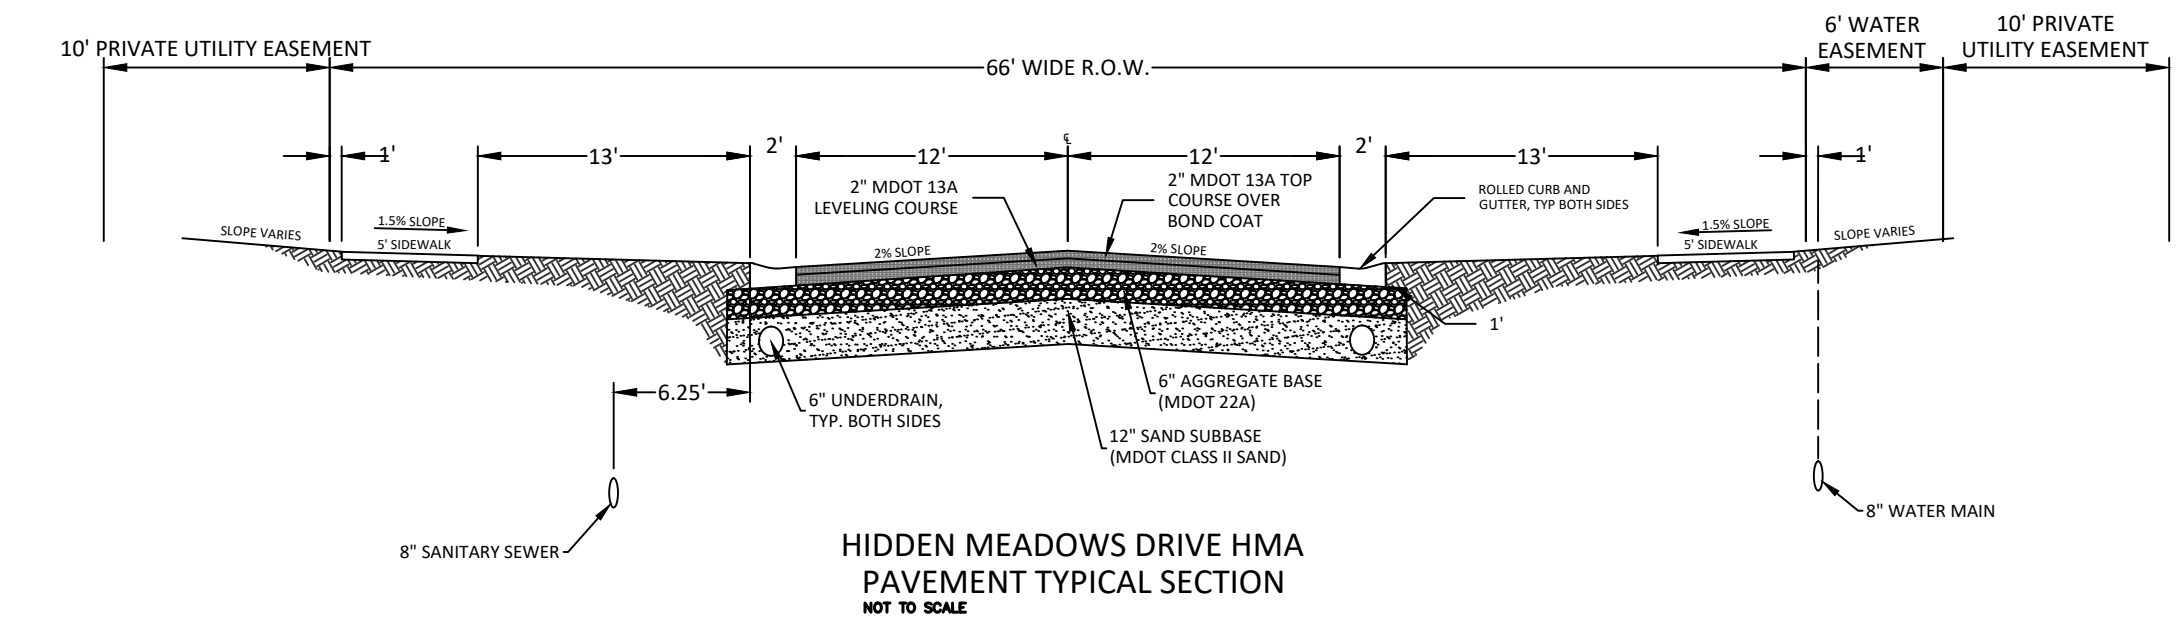 10' PRIVATE UTILITY EASEMENT
66' WIDE R.O.W.
6' WATER
EASEMENT
10' PRIVATE
UTILITY EASEMENT
1'
13'
2'
12'
℄
12'
2'
13'
1'
2" MDOT 13A
LEVELING COURSE
2" MDOT 13A TOP
COURSE OVER
BOND COAT
ROLLED CURB AND
GUTTER, TYP BOTH SIDES
SLOPE VARIES
1.5% SLOPE
5' SIDEWALK
2% SLOPE
2% SLOPE
1.5% SLOPE
5' SIDEWALK
SLOPE VARIES
1'
6.25'
6" UNDERDRAIN,
TYP. BOTH SIDES
6" AGGREGATE BASE
(MDOT 22A)
12" SAND SUBBASE
(MDOT CLASS II SAND)
8" SANITARY SEWER
8" WATER MAIN
HIDDEN MEADOWS DRIVE HMA
PAVEMENT TYPICAL SECTION
NOT TO SCALE